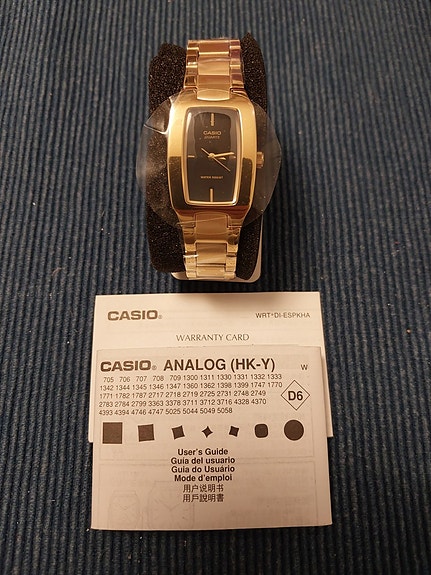 CASIO
QUARTZ
WATER RESIST
CASIO®
WRT*DI-ESPKHA
WARRANTY CARD
CASIO® ANALOG (HK-Y) W
705 706 707 708 709 1300 1311 1330 1331 1332 1333
1342 1344 1345 1346 1347 1360 1362 1398 1399 1747 1770
1771 1782 1787 2717 2718 2719 2725 2731 2748 2749
2783 2784 2799 3363 3378 3711 3712 3716 4328 4370
4393 4394 4746 4747 5025 5044 5049 5058
D6
User's Guide
Guía del usuario
Guia do Usuário
Mode d'emploi
用户说明书
用戶說明書